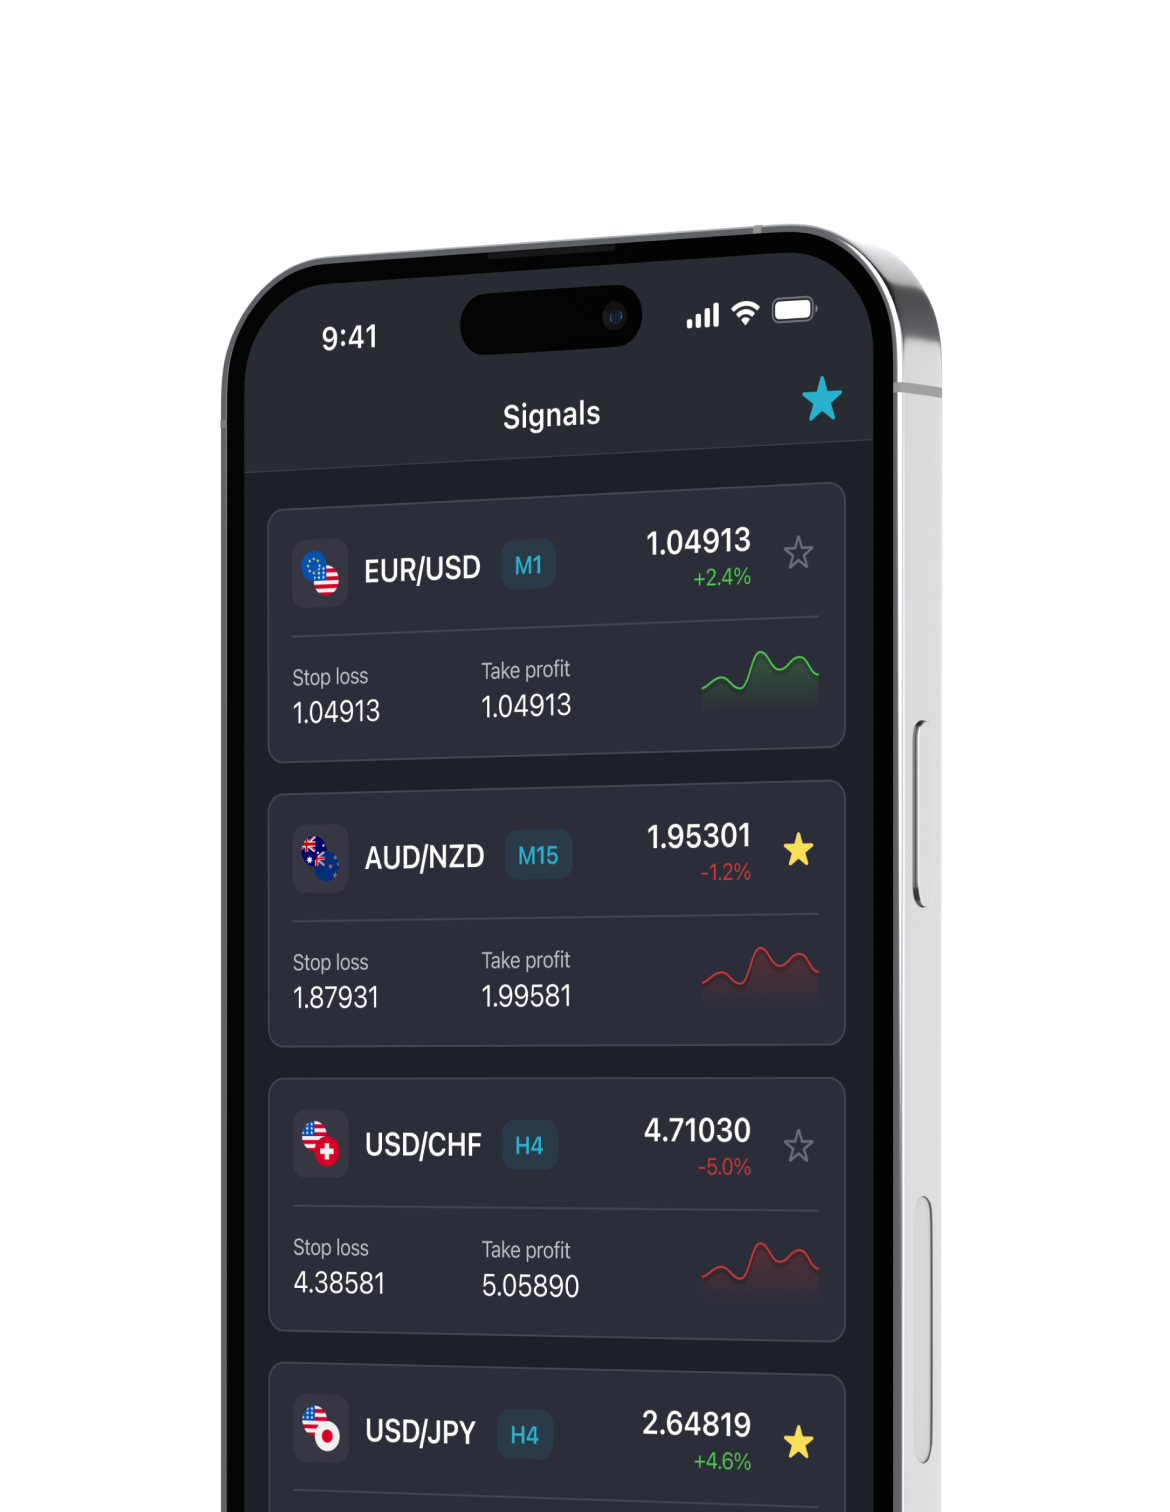 9:41
Signals
EUR/USD M1 1.04913
+2.4%
Stop loss Take profit
1.04913 1.04913
AUD/NZD M15 1.95301
-1.2%
Stop loss Take profit
1.87931 1.99581
USD/CHF H4 4.71030
-5.0%
Stop loss Take profit
4.38581 5.05890
USD/JPY H4 2.64819
+4.6%